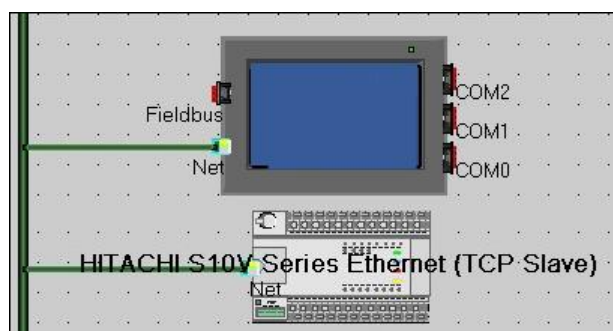 COM2
Fieldbus
COM1
Net
COM0
HITACHI S10V Series Ethernet (TCP Slave)
Net